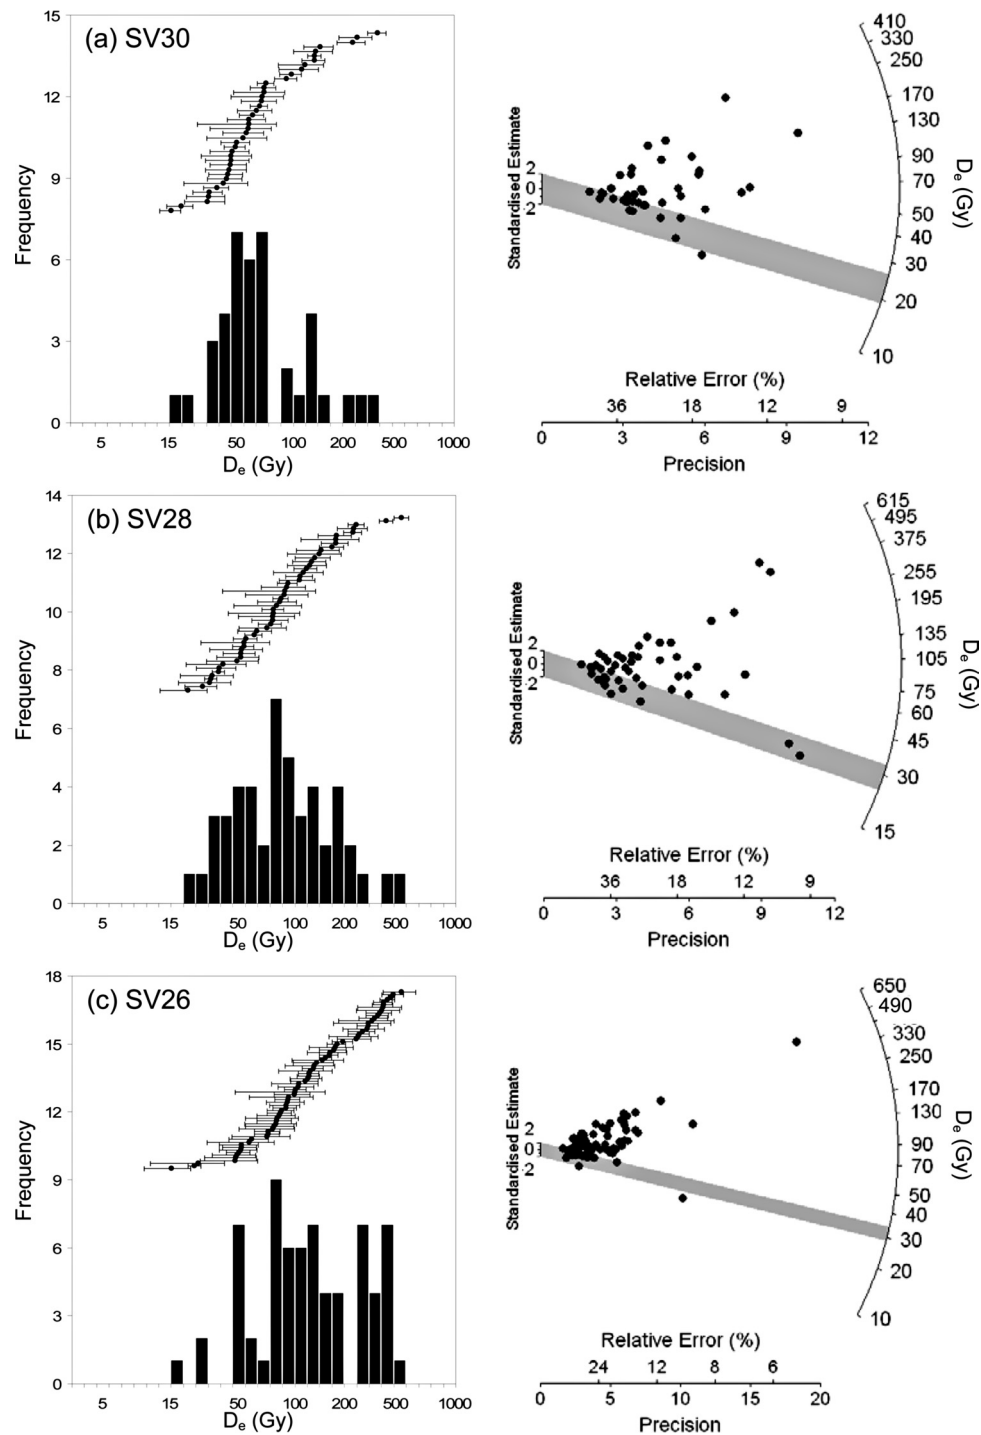 (a) SV30
15
12
9
6
3
0
Frequency
5 15 50 100 200 500 1000
De (Gy)
Standardised Estimate
2
0
-2
410
330
250
170
130
90
70
50
40
30
20
10
De (Gy)
Relative Error (%)
36 18 12 9
0 3 6 9 12
Precision
(b) SV28
14
12
10
8
6
4
2
0
Frequency
5 15 50 100 200 500 1000
De (Gy)
Standardised Estimate
2
0
-2
615
495
375
255
195
135
105
75
60
45
30
15
De (Gy)
Relative Error (%)
36 18 12 9
0 3 6 9 12
Precision
(c) SV26
18
15
12
9
6
3
0
Frequency
5 15 50 100 200 500 1000
De (Gy)
Standardised Estimate
2
0
-2
650
490
330
250
170
130
90
70
50
40
30
20
10
De (Gy)
Relative Error (%)
24 12 8 6
0 5 10 15 20
Precision